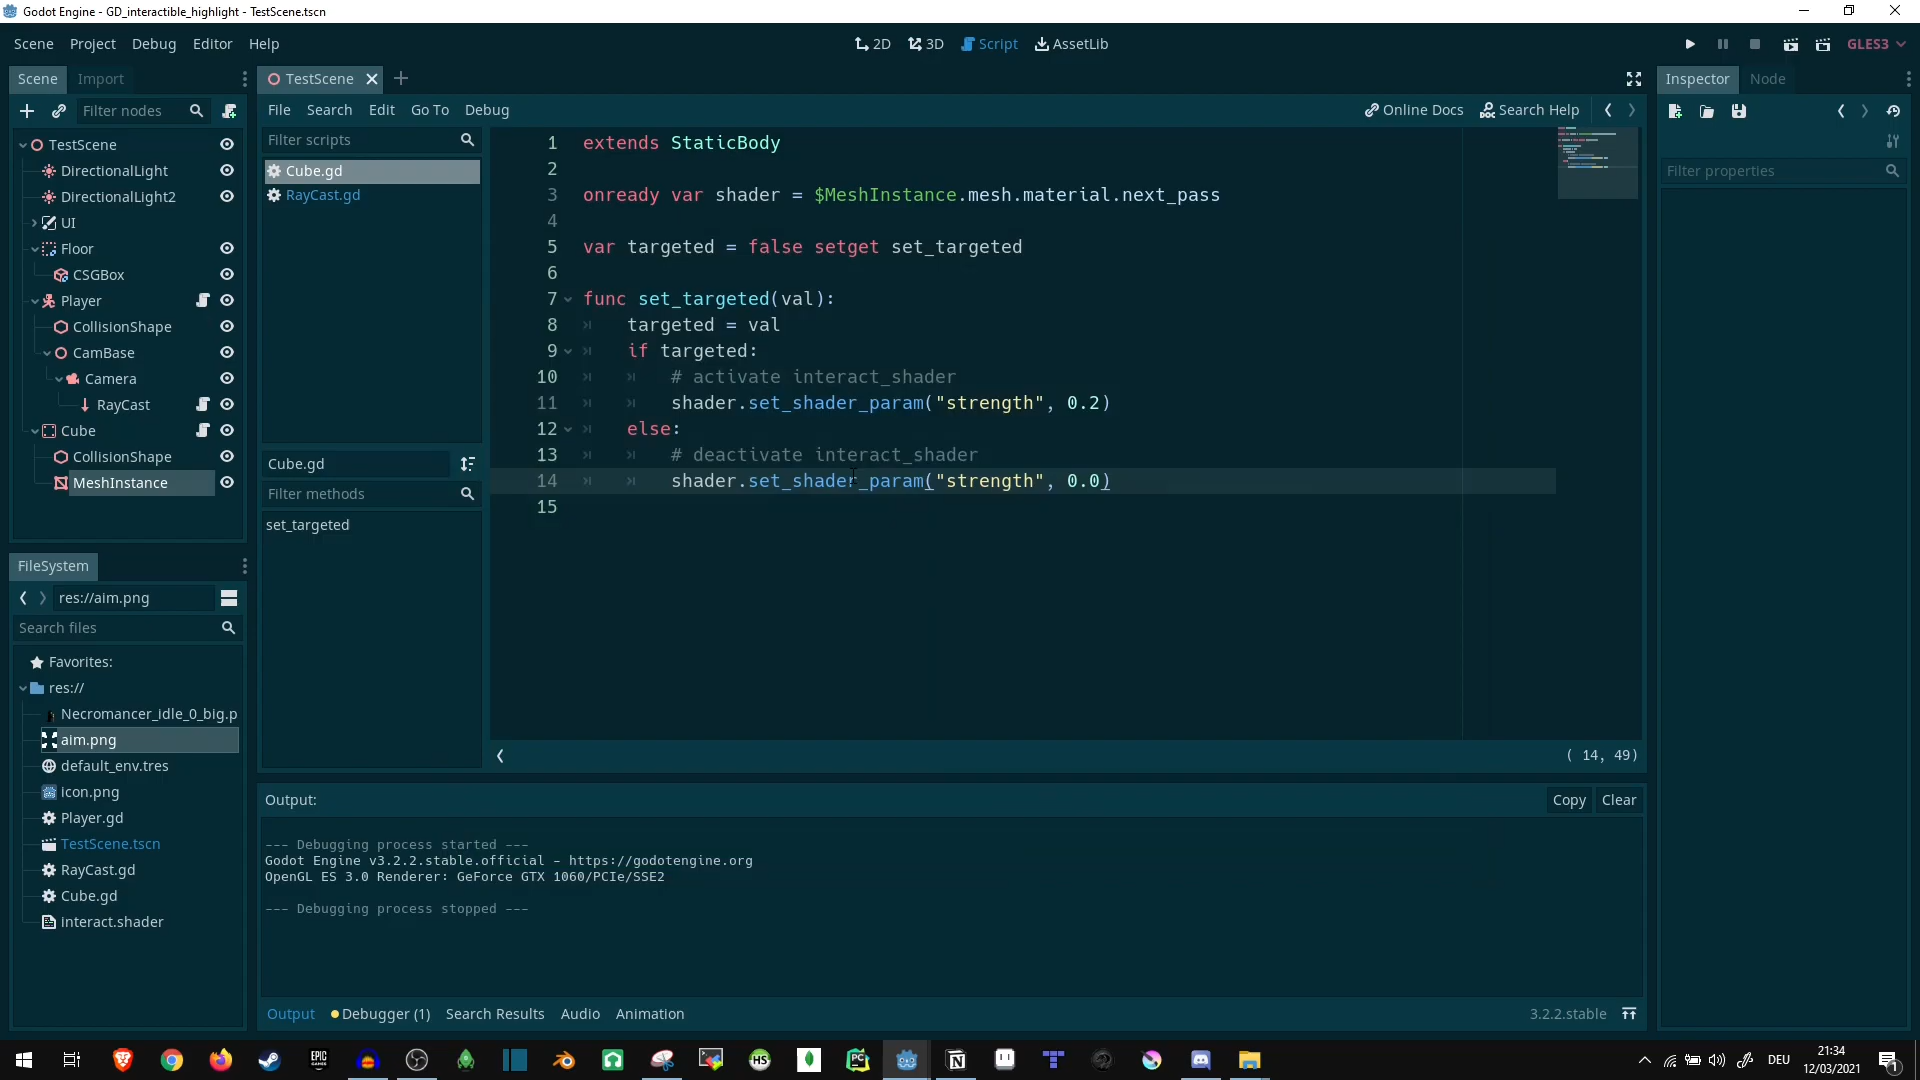 Godot Engine - GD_interactible_highlight - TestScene.tscn
Scene Project Debug Editor Help
2D 3D Script AssetLib
GLES3
Scene Import
TestScene
Inspector Node
Filter nodes
File Search Edit Go To Debug
Online Docs Search Help
Filter scripts
Cube.gd
RayCast.gd
Cube.gd
Filter methods
set_targeted
TestScene
DirectionalLight
DirectionalLight2
UI
Floor
CSGBox
Player
CollisionShape
CamBase
Camera
RayCast
Cube
CollisionShape
MeshInstance
1 extends StaticBody
2
3 onready var shader = $MeshInstance.mesh.material.next_pass
4
5 var targeted = false setget set_targeted
6
7 func set_targeted(val):
8 targeted = val
9 if targeted:
10 # activate interact_shader
11 shader.set_shader_param("strength", 0.2)
12 else:
13 # deactivate interact_shader
14 shader.set_shader_param("strength", 0.0)
15
( 14, 49)
Filter properties
FileSystem
res://aim.png
Search files
Favorites:
res://
Necromancer_idle_0_big.p
aim.png
default_env.tres
icon.png
Player.gd
TestScene.tscn
RayCast.gd
Cube.gd
interact.shader
Output:
Copy Clear
--- Debugging process started ---
Godot Engine v3.2.2.stable.official - https://godotengine.org
OpenGL ES 3.0 Renderer: GeForce GTX 1060/PCIe/SSE2
--- Debugging process stopped ---
Output Debugger (1) Search Results Audio Animation
3.2.2.stable
EPIC GAMES
HS
PC
DEU
21:34
12/03/2021
1